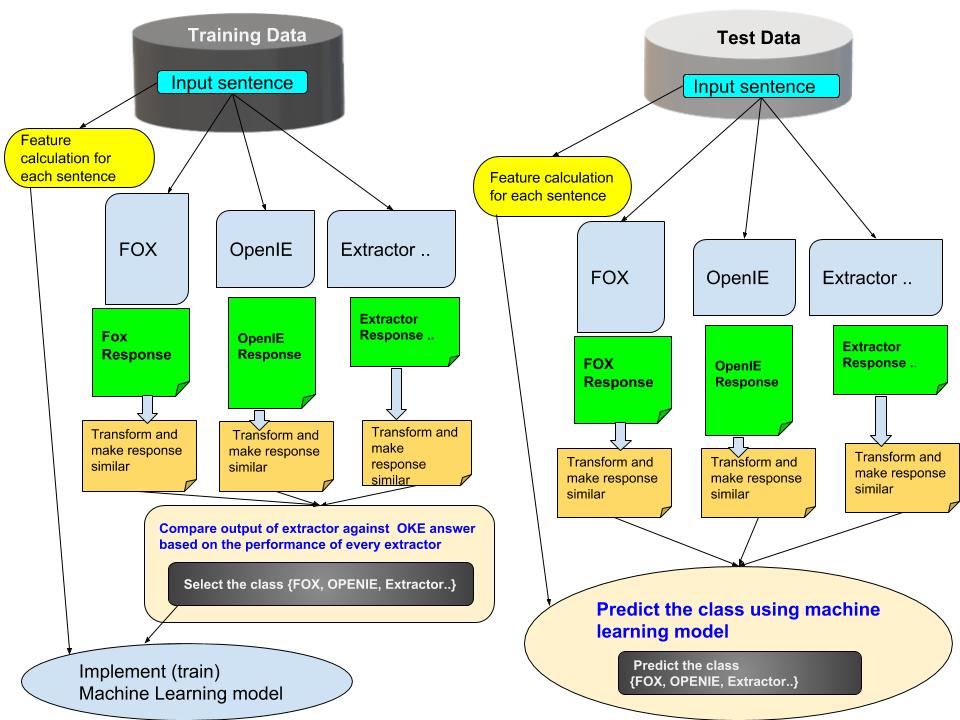 Training Data
Input sentence
Feature
calculation for
each sentence
FOX
OpenIE
Extractor ..
Fox
Response
OpenIE
Response
Extractor
Response ..
Transform and
make response
similar
Transform and
make response
similar
Transform and
make
response
similar
Compare output of extractor against  OKE answer
based on the performance of every extractor
Select the class {FOX, OPENIE, Extractor..}
Implement (train)
Machine Learning model
Test Data
Input sentence
Feature calculation
for each sentence
FOX
OpenIE
Extractor ..
FOX
Response
OpenIE
Response
Extractor
Response ..
Transform and
make response
similar
Transform and
make response
similar
Transform and
make response
similar
Predict the class using machine
learning model
Predict the class
{FOX, OPENIE, Extractor..}